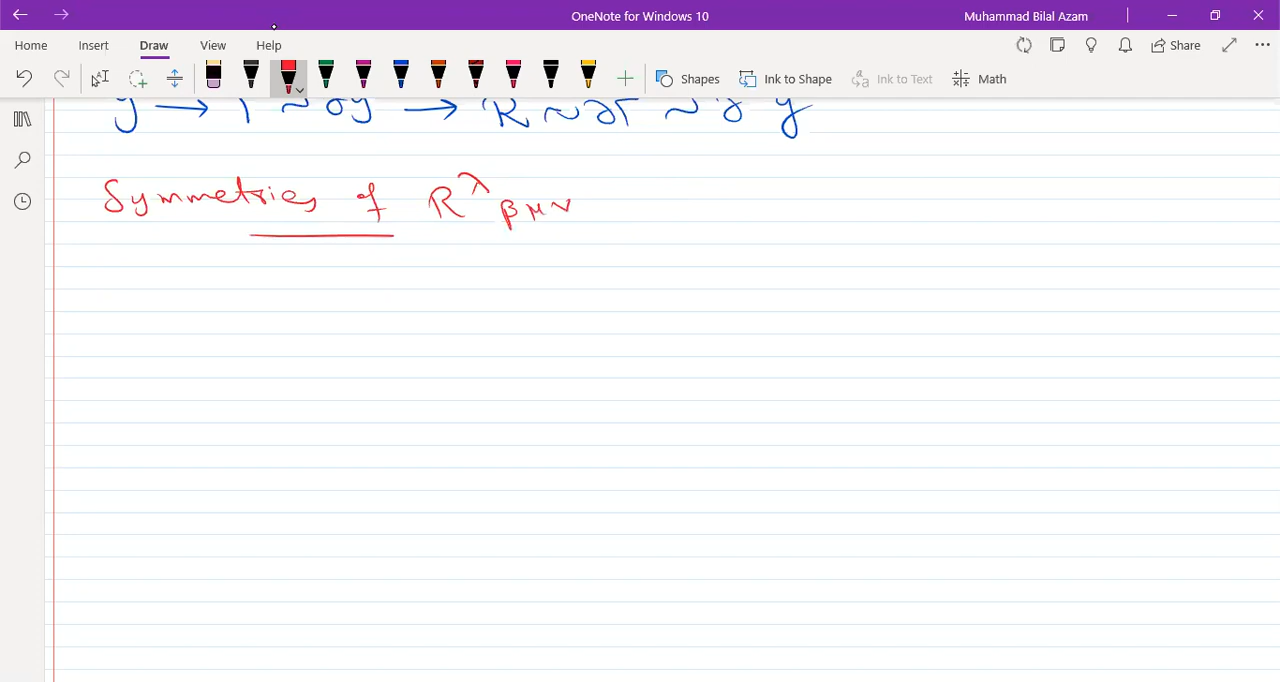 OneNote for Windows 10
Muhammad Bilal Azam
Home Insert Draw View Help
Share
Shapes Ink to Shape Ink to Text Math
g → Γ ~ ∂g → R ~ ∂Γ ~ ∂ g
Symmetries of R^λ_βμν